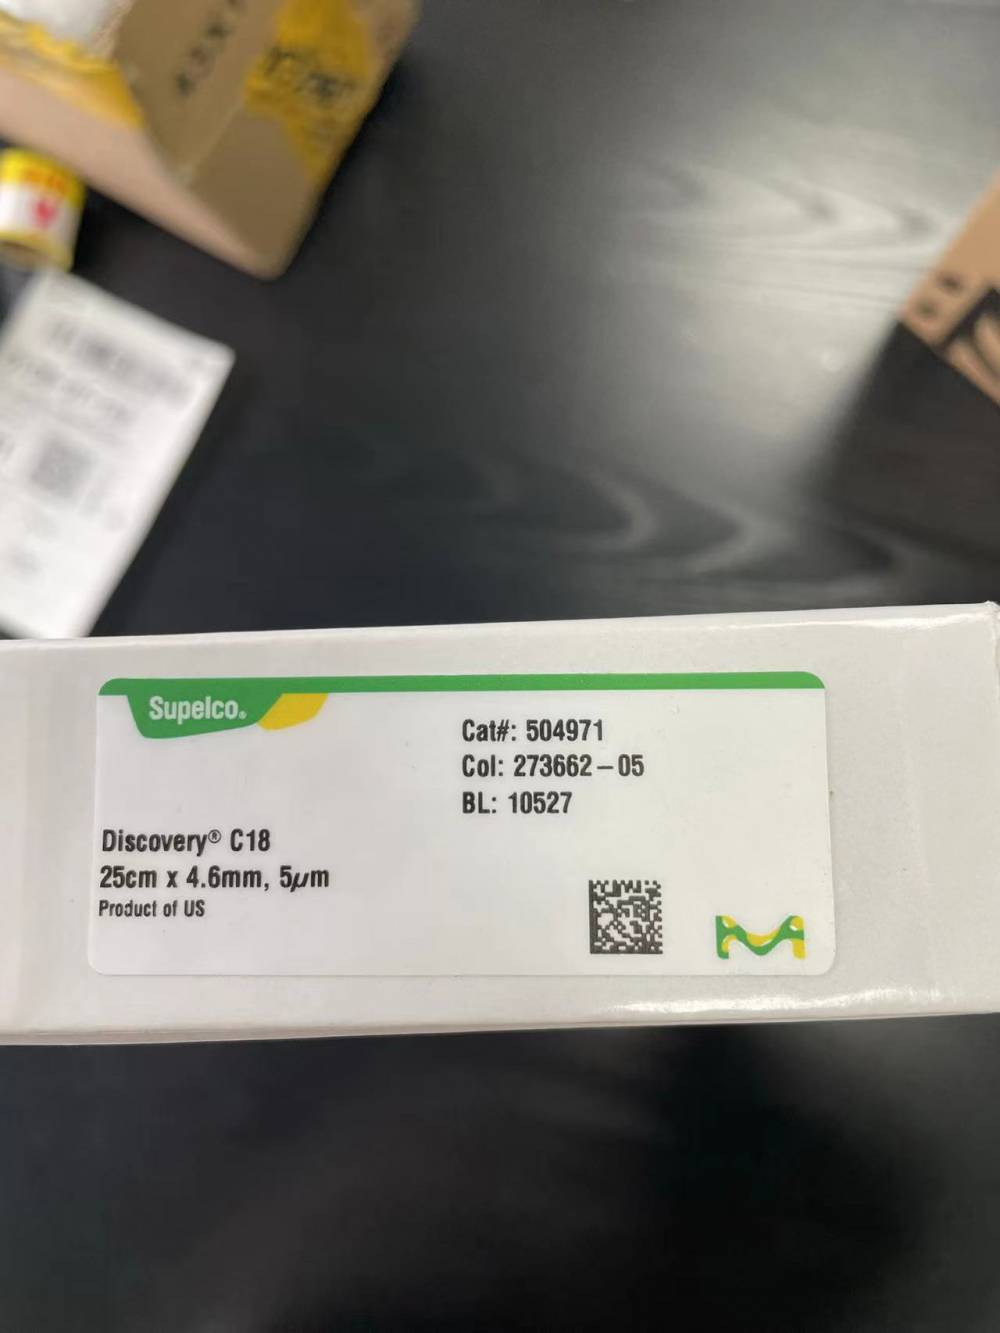 Supelco®
Cat#: 504971
Col: 273662-05
BL: 10527
Discovery® C18
25cm x 4.6mm, 5µm
Product of US